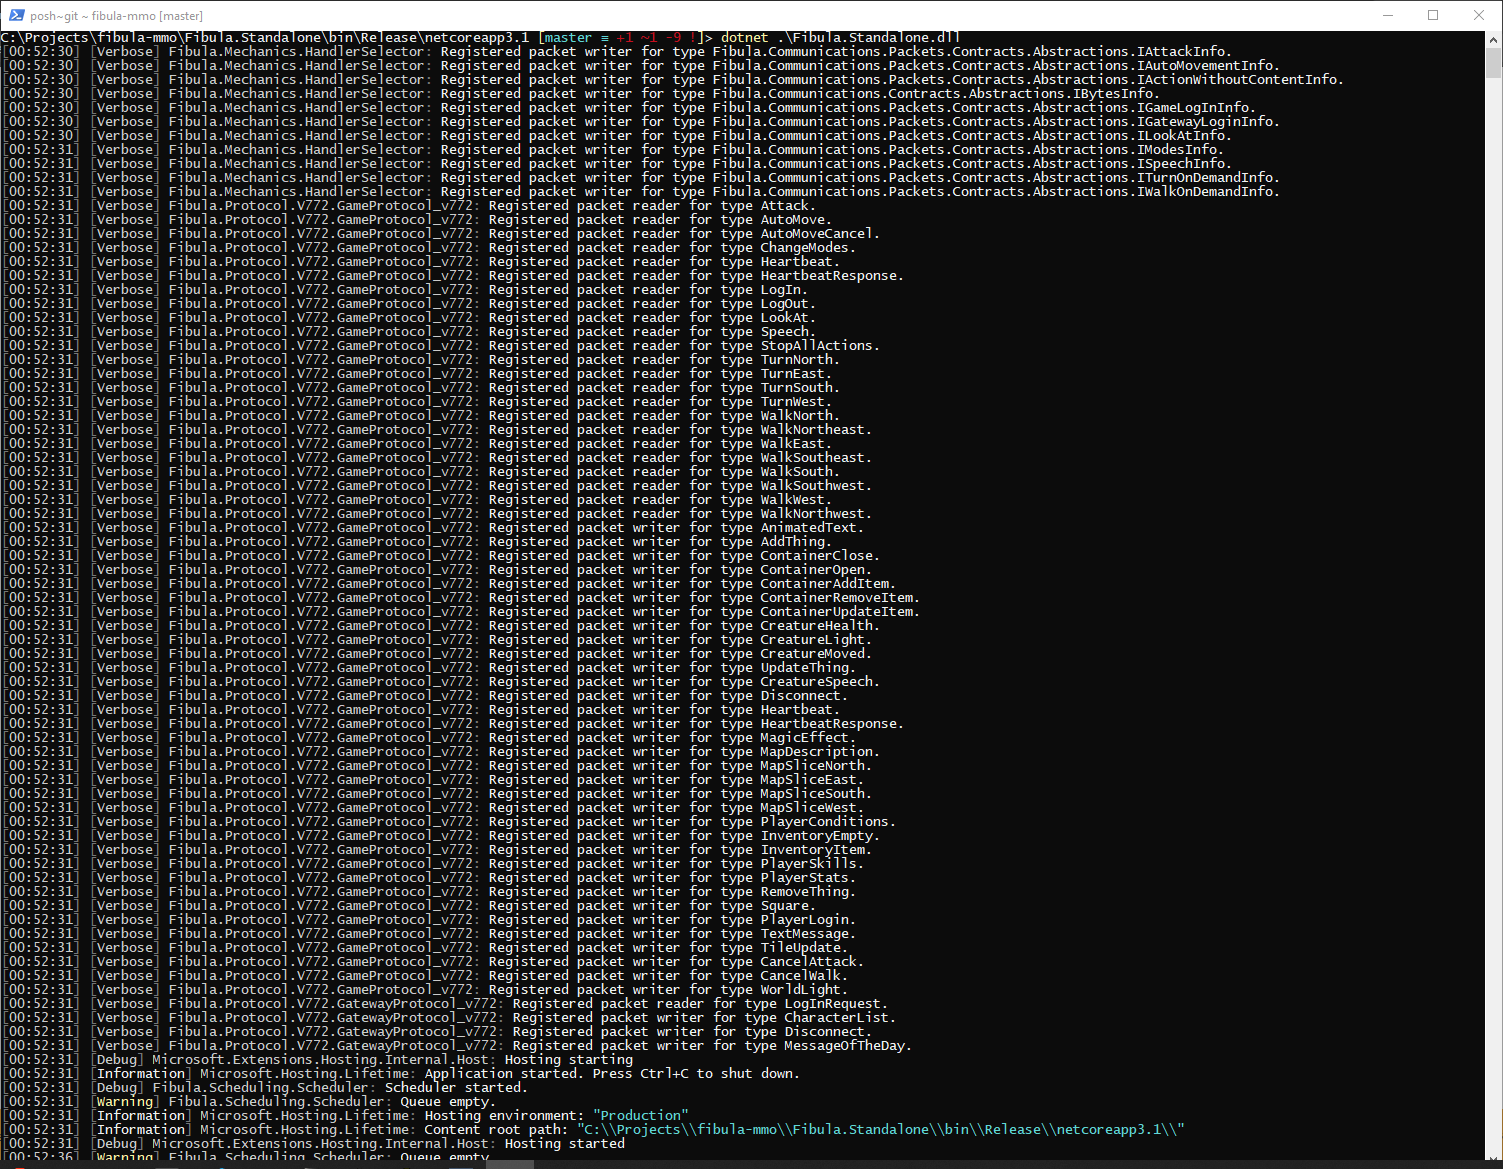 posh~git ~ fibula-mmo [master]
C:\Projects\fibula-mmo\Fibula.Standalone\bin\Release\netcoreapp3.1 [master ≡ +1 ~1 -9 !]> dotnet .\Fibula.Standalone.dll
[00:52:30] [Verbose] Fibula.Mechanics.HandlerSelector: Registered packet writer for type Fibula.Communications.Packets.Contracts.Abstractions.IAttackInfo.
[00:52:30] [Verbose] Fibula.Mechanics.HandlerSelector: Registered packet writer for type Fibula.Communications.Packets.Contracts.Abstractions.IAutoMovementInfo.
[00:52:30] [Verbose] Fibula.Mechanics.HandlerSelector: Registered packet writer for type Fibula.Communications.Packets.Contracts.Abstractions.IActionWithoutContentInfo.
[00:52:30] [Verbose] Fibula.Mechanics.HandlerSelector: Registered packet writer for type Fibula.Communications.Contracts.Abstractions.IBytesInfo.
[00:52:30] [Verbose] Fibula.Mechanics.HandlerSelector: Registered packet writer for type Fibula.Communications.Packets.Contracts.Abstractions.IGameLogInInfo.
[00:52:30] [Verbose] Fibula.Mechanics.HandlerSelector: Registered packet writer for type Fibula.Communications.Packets.Contracts.Abstractions.IGatewayLoginInfo.
[00:52:30] [Verbose] Fibula.Mechanics.HandlerSelector: Registered packet writer for type Fibula.Communications.Packets.Contracts.Abstractions.ILookAtInfo.
[00:52:30] [Verbose] Fibula.Mechanics.HandlerSelector: Registered packet writer for type Fibula.Communications.Packets.Contracts.Abstractions.IModesInfo.
[00:52:30] [Verbose] Fibula.Mechanics.HandlerSelector: Registered packet writer for type Fibula.Communications.Packets.Contracts.Abstractions.ISpeechInfo.
[00:52:30] [Verbose] Fibula.Mechanics.HandlerSelector: Registered packet writer for type Fibula.Communications.Packets.Contracts.Abstractions.ITurnOnDemandInfo.
[00:52:30] [Verbose] Fibula.Mechanics.HandlerSelector: Registered packet writer for type Fibula.Communications.Packets.Contracts.Abstractions.IWalkOnDemandInfo.
[00:52:31] [Verbose] Fibula.Protocol.V772.GameProtocol_v772: Registered packet reader for type Attack.
[00:52:31] [Verbose] Fibula.Protocol.V772.GameProtocol_v772: Registered packet reader for type AutoMove.
[00:52:31] [Verbose] Fibula.Protocol.V772.GameProtocol_v772: Registered packet reader for type AutoMoveCancel.
[00:52:31] [Verbose] Fibula.Protocol.V772.GameProtocol_v772: Registered packet reader for type ChangeModes.
[00:52:31] [Verbose] Fibula.Protocol.V772.GameProtocol_v772: Registered packet reader for type Heartbeat.
[00:52:31] [Verbose] Fibula.Protocol.V772.GameProtocol_v772: Registered packet reader for type HeartbeatResponse.
[00:52:31] [Verbose] Fibula.Protocol.V772.GameProtocol_v772: Registered packet reader for type LogIn.
[00:52:31] [Verbose] Fibula.Protocol.V772.GameProtocol_v772: Registered packet reader for type LogOut.
[00:52:31] [Verbose] Fibula.Protocol.V772.GameProtocol_v772: Registered packet reader for type LookAt.
[00:52:31] [Verbose] Fibula.Protocol.V772.GameProtocol_v772: Registered packet reader for type Speech.
[00:52:31] [Verbose] Fibula.Protocol.V772.GameProtocol_v772: Registered packet reader for type StopAllActions.
[00:52:31] [Verbose] Fibula.Protocol.V772.GameProtocol_v772: Registered packet reader for type TurnNorth.
[00:52:31] [Verbose] Fibula.Protocol.V772.GameProtocol_v772: Registered packet reader for type TurnEast.
[00:52:31] [Verbose] Fibula.Protocol.V772.GameProtocol_v772: Registered packet reader for type TurnSouth.
[00:52:31] [Verbose] Fibula.Protocol.V772.GameProtocol_v772: Registered packet reader for type TurnWest.
[00:52:31] [Verbose] Fibula.Protocol.V772.GameProtocol_v772: Registered packet reader for type WalkNorth.
[00:52:31] [Verbose] Fibula.Protocol.V772.GameProtocol_v772: Registered packet reader for type WalkNortheast.
[00:52:31] [Verbose] Fibula.Protocol.V772.GameProtocol_v772: Registered packet reader for type WalkEast.
[00:52:31] [Verbose] Fibula.Protocol.V772.GameProtocol_v772: Registered packet reader for type WalkSoutheast.
[00:52:31] [Verbose] Fibula.Protocol.V772.GameProtocol_v772: Registered packet reader for type WalkSouth.
[00:52:31] [Verbose] Fibula.Protocol.V772.GameProtocol_v772: Registered packet reader for type WalkSouthwest.
[00:52:31] [Verbose] Fibula.Protocol.V772.GameProtocol_v772: Registered packet reader for type WalkWest.
[00:52:31] [Verbose] Fibula.Protocol.V772.GameProtocol_v772: Registered packet reader for type WalkNorthwest.
[00:52:31] [Verbose] Fibula.Protocol.V772.GameProtocol_v772: Registered packet writer for type AnimatedText.
[00:52:31] [Verbose] Fibula.Protocol.V772.GameProtocol_v772: Registered packet writer for type AddThing.
[00:52:31] [Verbose] Fibula.Protocol.V772.GameProtocol_v772: Registered packet writer for type ContainerClose.
[00:52:31] [Verbose] Fibula.Protocol.V772.GameProtocol_v772: Registered packet writer for type ContainerOpen.
[00:52:31] [Verbose] Fibula.Protocol.V772.GameProtocol_v772: Registered packet writer for type ContainerAddItem.
[00:52:31] [Verbose] Fibula.Protocol.V772.GameProtocol_v772: Registered packet writer for type ContainerRemoveItem.
[00:52:31] [Verbose] Fibula.Protocol.V772.GameProtocol_v772: Registered packet writer for type ContainerUpdateItem.
[00:52:31] [Verbose] Fibula.Protocol.V772.GameProtocol_v772: Registered packet writer for type CreatureHealth.
[00:52:31] [Verbose] Fibula.Protocol.V772.GameProtocol_v772: Registered packet writer for type CreatureLight.
[00:52:31] [Verbose] Fibula.Protocol.V772.GameProtocol_v772: Registered packet writer for type CreatureMoved.
[00:52:31] [Verbose] Fibula.Protocol.V772.GameProtocol_v772: Registered packet writer for type UpdateThing.
[00:52:31] [Verbose] Fibula.Protocol.V772.GameProtocol_v772: Registered packet writer for type CreatureSpeech.
[00:52:31] [Verbose] Fibula.Protocol.V772.GameProtocol_v772: Registered packet writer for type Disconnect.
[00:52:31] [Verbose] Fibula.Protocol.V772.GameProtocol_v772: Registered packet writer for type Heartbeat.
[00:52:31] [Verbose] Fibula.Protocol.V772.GameProtocol_v772: Registered packet writer for type HeartbeatResponse.
[00:52:31] [Verbose] Fibula.Protocol.V772.GameProtocol_v772: Registered packet writer for type MagicEffect.
[00:52:31] [Verbose] Fibula.Protocol.V772.GameProtocol_v772: Registered packet writer for type MapDescription.
[00:52:31] [Verbose] Fibula.Protocol.V772.GameProtocol_v772: Registered packet writer for type MapSliceNorth.
[00:52:31] [Verbose] Fibula.Protocol.V772.GameProtocol_v772: Registered packet writer for type MapSliceEast.
[00:52:31] [Verbose] Fibula.Protocol.V772.GameProtocol_v772: Registered packet writer for type MapSliceSouth.
[00:52:31] [Verbose] Fibula.Protocol.V772.GameProtocol_v772: Registered packet writer for type MapSliceWest.
[00:52:31] [Verbose] Fibula.Protocol.V772.GameProtocol_v772: Registered packet writer for type PlayerConditions.
[00:52:31] [Verbose] Fibula.Protocol.V772.GameProtocol_v772: Registered packet writer for type InventoryEmpty.
[00:52:31] [Verbose] Fibula.Protocol.V772.GameProtocol_v772: Registered packet writer for type InventoryItem.
[00:52:31] [Verbose] Fibula.Protocol.V772.GameProtocol_v772: Registered packet writer for type PlayerSkills.
[00:52:31] [Verbose] Fibula.Protocol.V772.GameProtocol_v772: Registered packet writer for type PlayerStats.
[00:52:31] [Verbose] Fibula.Protocol.V772.GameProtocol_v772: Registered packet writer for type RemoveThing.
[00:52:31] [Verbose] Fibula.Protocol.V772.GameProtocol_v772: Registered packet writer for type Square.
[00:52:31] [Verbose] Fibula.Protocol.V772.GameProtocol_v772: Registered packet writer for type PlayerLogin.
[00:52:31] [Verbose] Fibula.Protocol.V772.GameProtocol_v772: Registered packet writer for type TextMessage.
[00:52:31] [Verbose] Fibula.Protocol.V772.GameProtocol_v772: Registered packet writer for type TileUpdate.
[00:52:31] [Verbose] Fibula.Protocol.V772.GameProtocol_v772: Registered packet writer for type CancelAttack.
[00:52:31] [Verbose] Fibula.Protocol.V772.GameProtocol_v772: Registered packet writer for type CancelWalk.
[00:52:31] [Verbose] Fibula.Protocol.V772.GameProtocol_v772: Registered packet writer for type WorldLight.
[00:52:31] [Verbose] Fibula.Protocol.V772.GatewayProtocol_v772: Registered packet reader for type LogInRequest.
[00:52:31] [Verbose] Fibula.Protocol.V772.GatewayProtocol_v772: Registered packet writer for type CharacterList.
[00:52:31] [Verbose] Fibula.Protocol.V772.GatewayProtocol_v772: Registered packet writer for type Disconnect.
[00:52:31] [Verbose] Fibula.Protocol.V772.GatewayProtocol_v772: Registered packet writer for type MessageOfTheDay.
[00:52:31] [Debug] Microsoft.Extensions.Hosting.Internal.Host: Hosting starting
[00:52:31] [Information] Microsoft.Hosting.Lifetime: Application started. Press Ctrl+C to shut down.
[00:52:31] [Debug] Fibula.Scheduling.Scheduler: Scheduler started.
[00:52:31] [Warning] Fibula.Scheduling.Scheduler: Queue empty.
[00:52:31] [Information] Microsoft.Hosting.Lifetime: Hosting environment: "Production"
[00:52:31] [Information] Microsoft.Hosting.Lifetime: Content root path: "C:\\Projects\\fibula-mmo\\Fibula.Standalone\\bin\\Release\\netcoreapp3.1\\"
[00:52:31] [Debug] Microsoft.Extensions.Hosting.Internal.Host: Hosting started
[00:52:36] [Warning] Fibula.Scheduling.Scheduler: Queue empty.